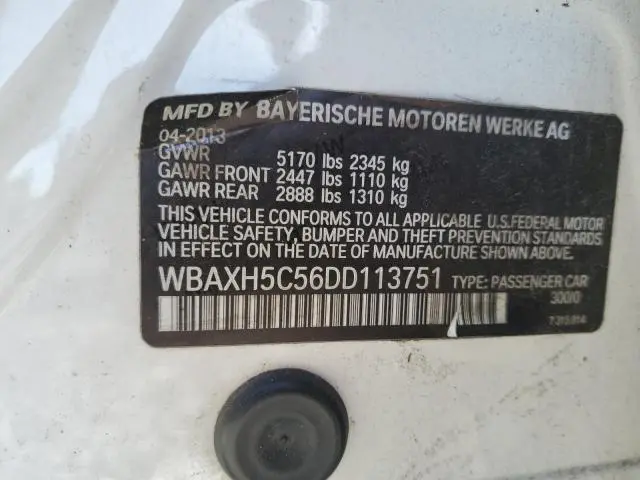 MFD BY BAYERISCHE MOTOREN WERKE AG
04-2013
GVWR 5170 lbs 2345 kg
GAWR FRONT 2447 lbs 1110 kg
GAWR REAR 2888 lbs 1310 kg
THIS VEHICLE CONFORMS TO ALL APPLICABLE U.S.FEDERAL MOTOR
VEHICLE SAFETY, BUMPER AND THEFT PREVENTION STANDARDS
IN EFFECT ON THE DATE OF MANUFACTURE SHOWN ABOVE.
WBAXH5C56DD113751 TYPE: PASSENGER CAR
300/0